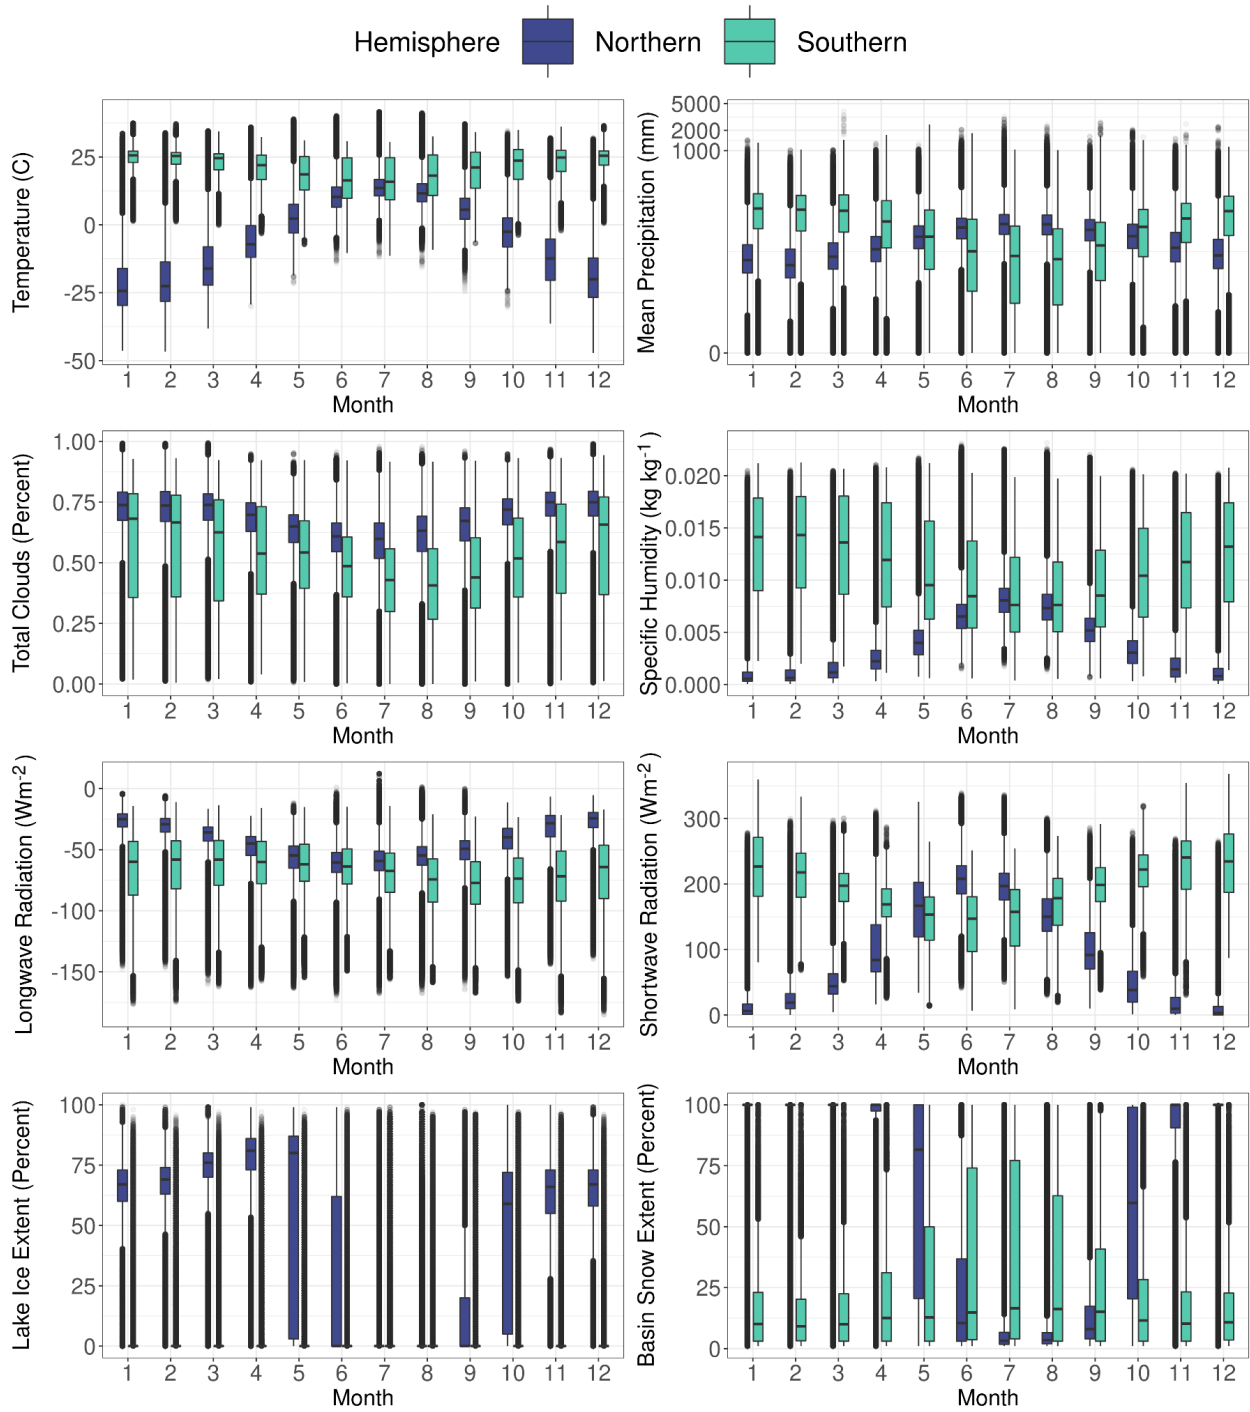 Hemisphere Northern Southern
Temperature (C)
25
0
-25
-50
1 2 3 4 5 6 7 8 9 10 11 12
Month
Mean Precipitation (mm)
5000
2000
1000
0
1 2 3 4 5 6 7 8 9 10 11 12
Month
Total Clouds (Percent)
1.00
0.75
0.50
0.25
0.00
1 2 3 4 5 6 7 8 9 10 11 12
Month
Specific Humidity (kg kg⁻¹)
0.020
0.015
0.010
0.005
0.000
1 2 3 4 5 6 7 8 9 10 11 12
Month
Longwave Radiation (Wm⁻²)
0
-50
-100
-150
1 2 3 4 5 6 7 8 9 10 11 12
Month
Shortwave Radiation (Wm⁻²)
300
200
100
0
1 2 3 4 5 6 7 8 9 10 11 12
Month
Lake Ice Extent (Percent)
100
75
50
25
0
1 2 3 4 5 6 7 8 9 10 11 12
Month
Basin Snow Extent (Percent)
100
75
50
25
0
1 2 3 4 5 6 7 8 9 10 11 12
Month